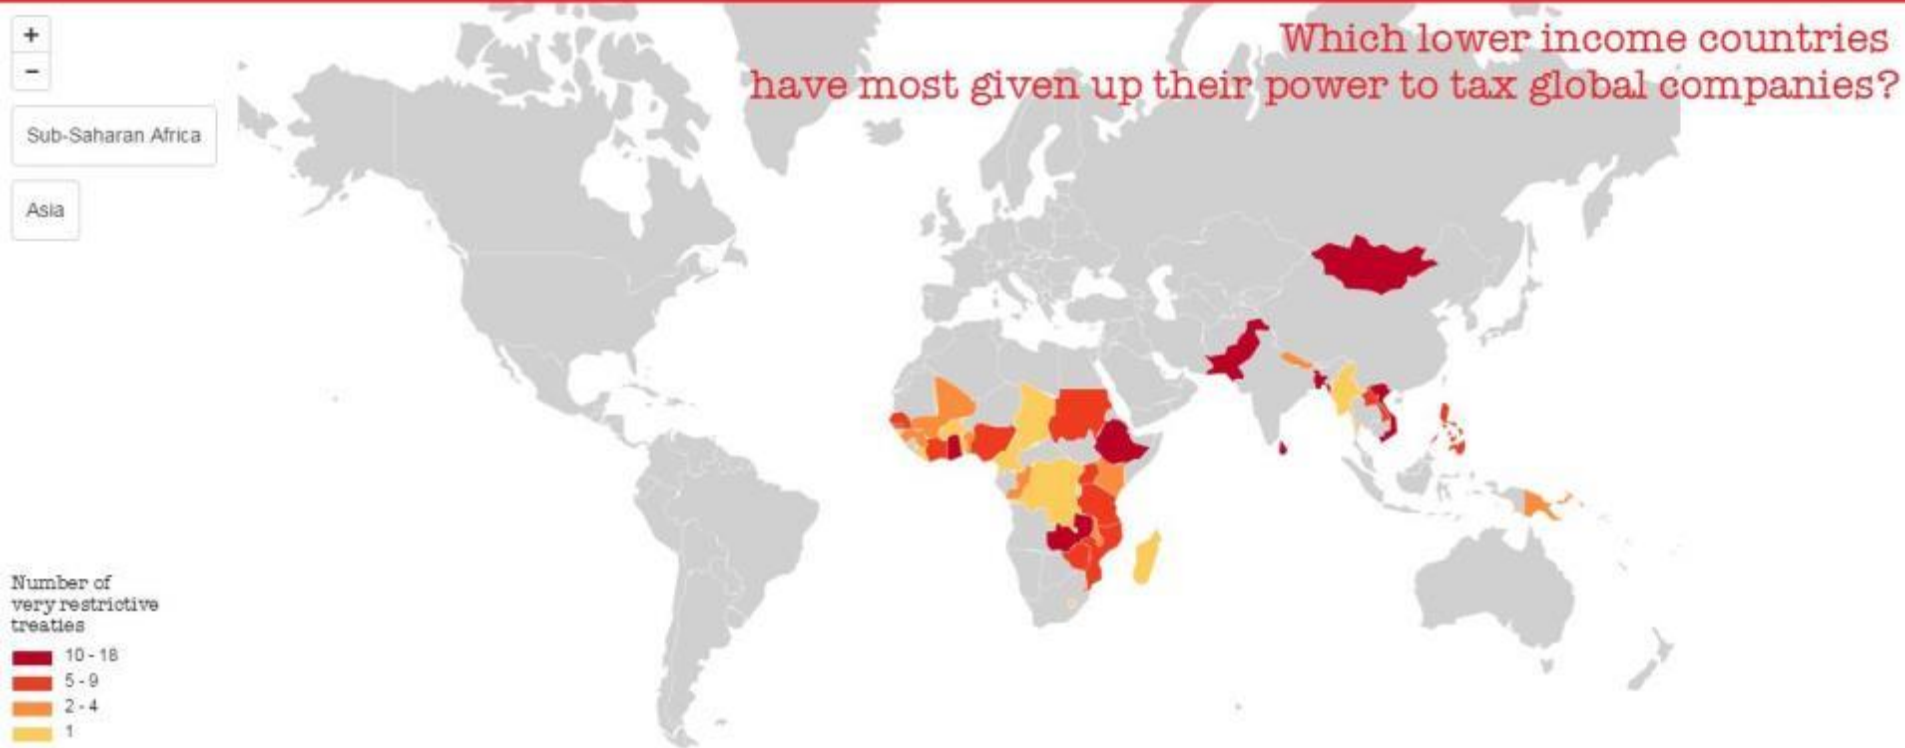 Which lower income countries
have most given up their power to tax global companies?
+
−
Sub-Saharan Africa
Asia
Number of
very restrictive
treaties
10 - 18
5 - 9
2 - 4
1